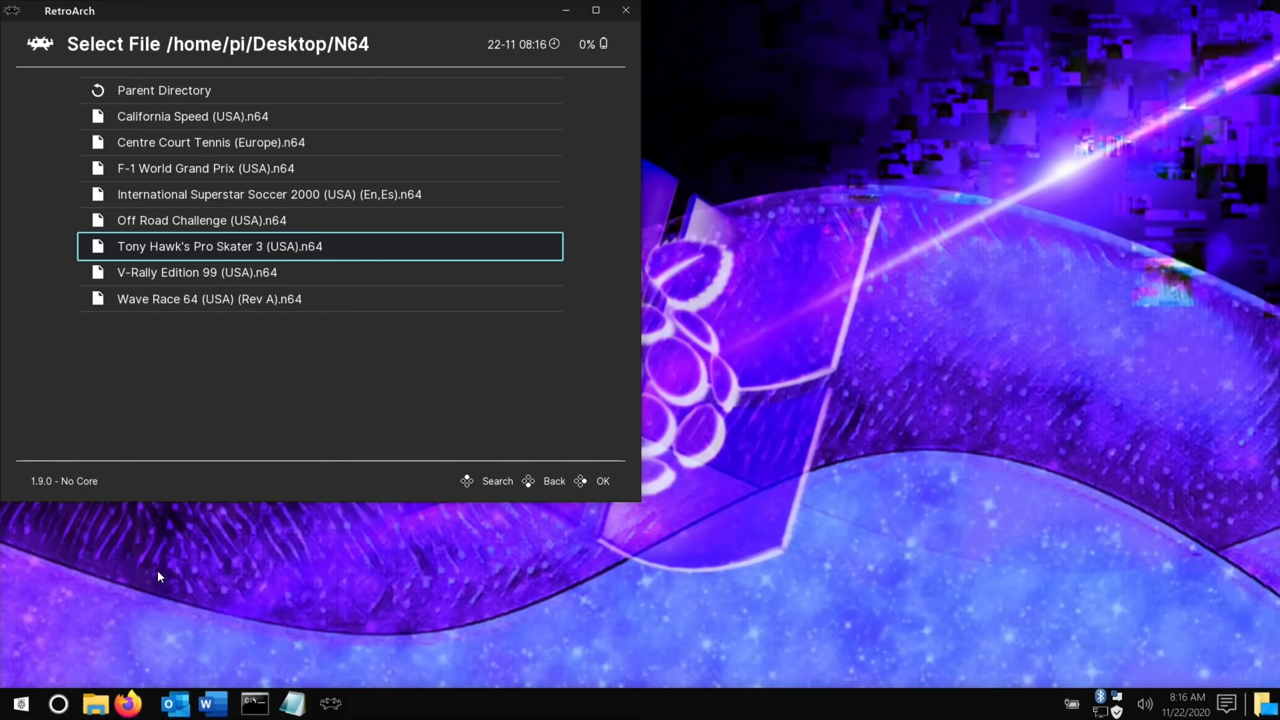 RetroArch
Select File /home/pi/Desktop/N64
22-11 08:16
0%
Parent Directory
California Speed (USA).n64
Centre Court Tennis (Europe).n64
F-1 World Grand Prix (USA).n64
International Superstar Soccer 2000 (USA) (En,Es).n64
Off Road Challenge (USA).n64
Tony Hawk's Pro Skater 3 (USA).n64
V-Rally Edition 99 (USA).n64
Wave Race 64 (USA) (Rev A).n64
1.9.0 - No Core
Search
Back
OK
8:16 AM
11/22/2020